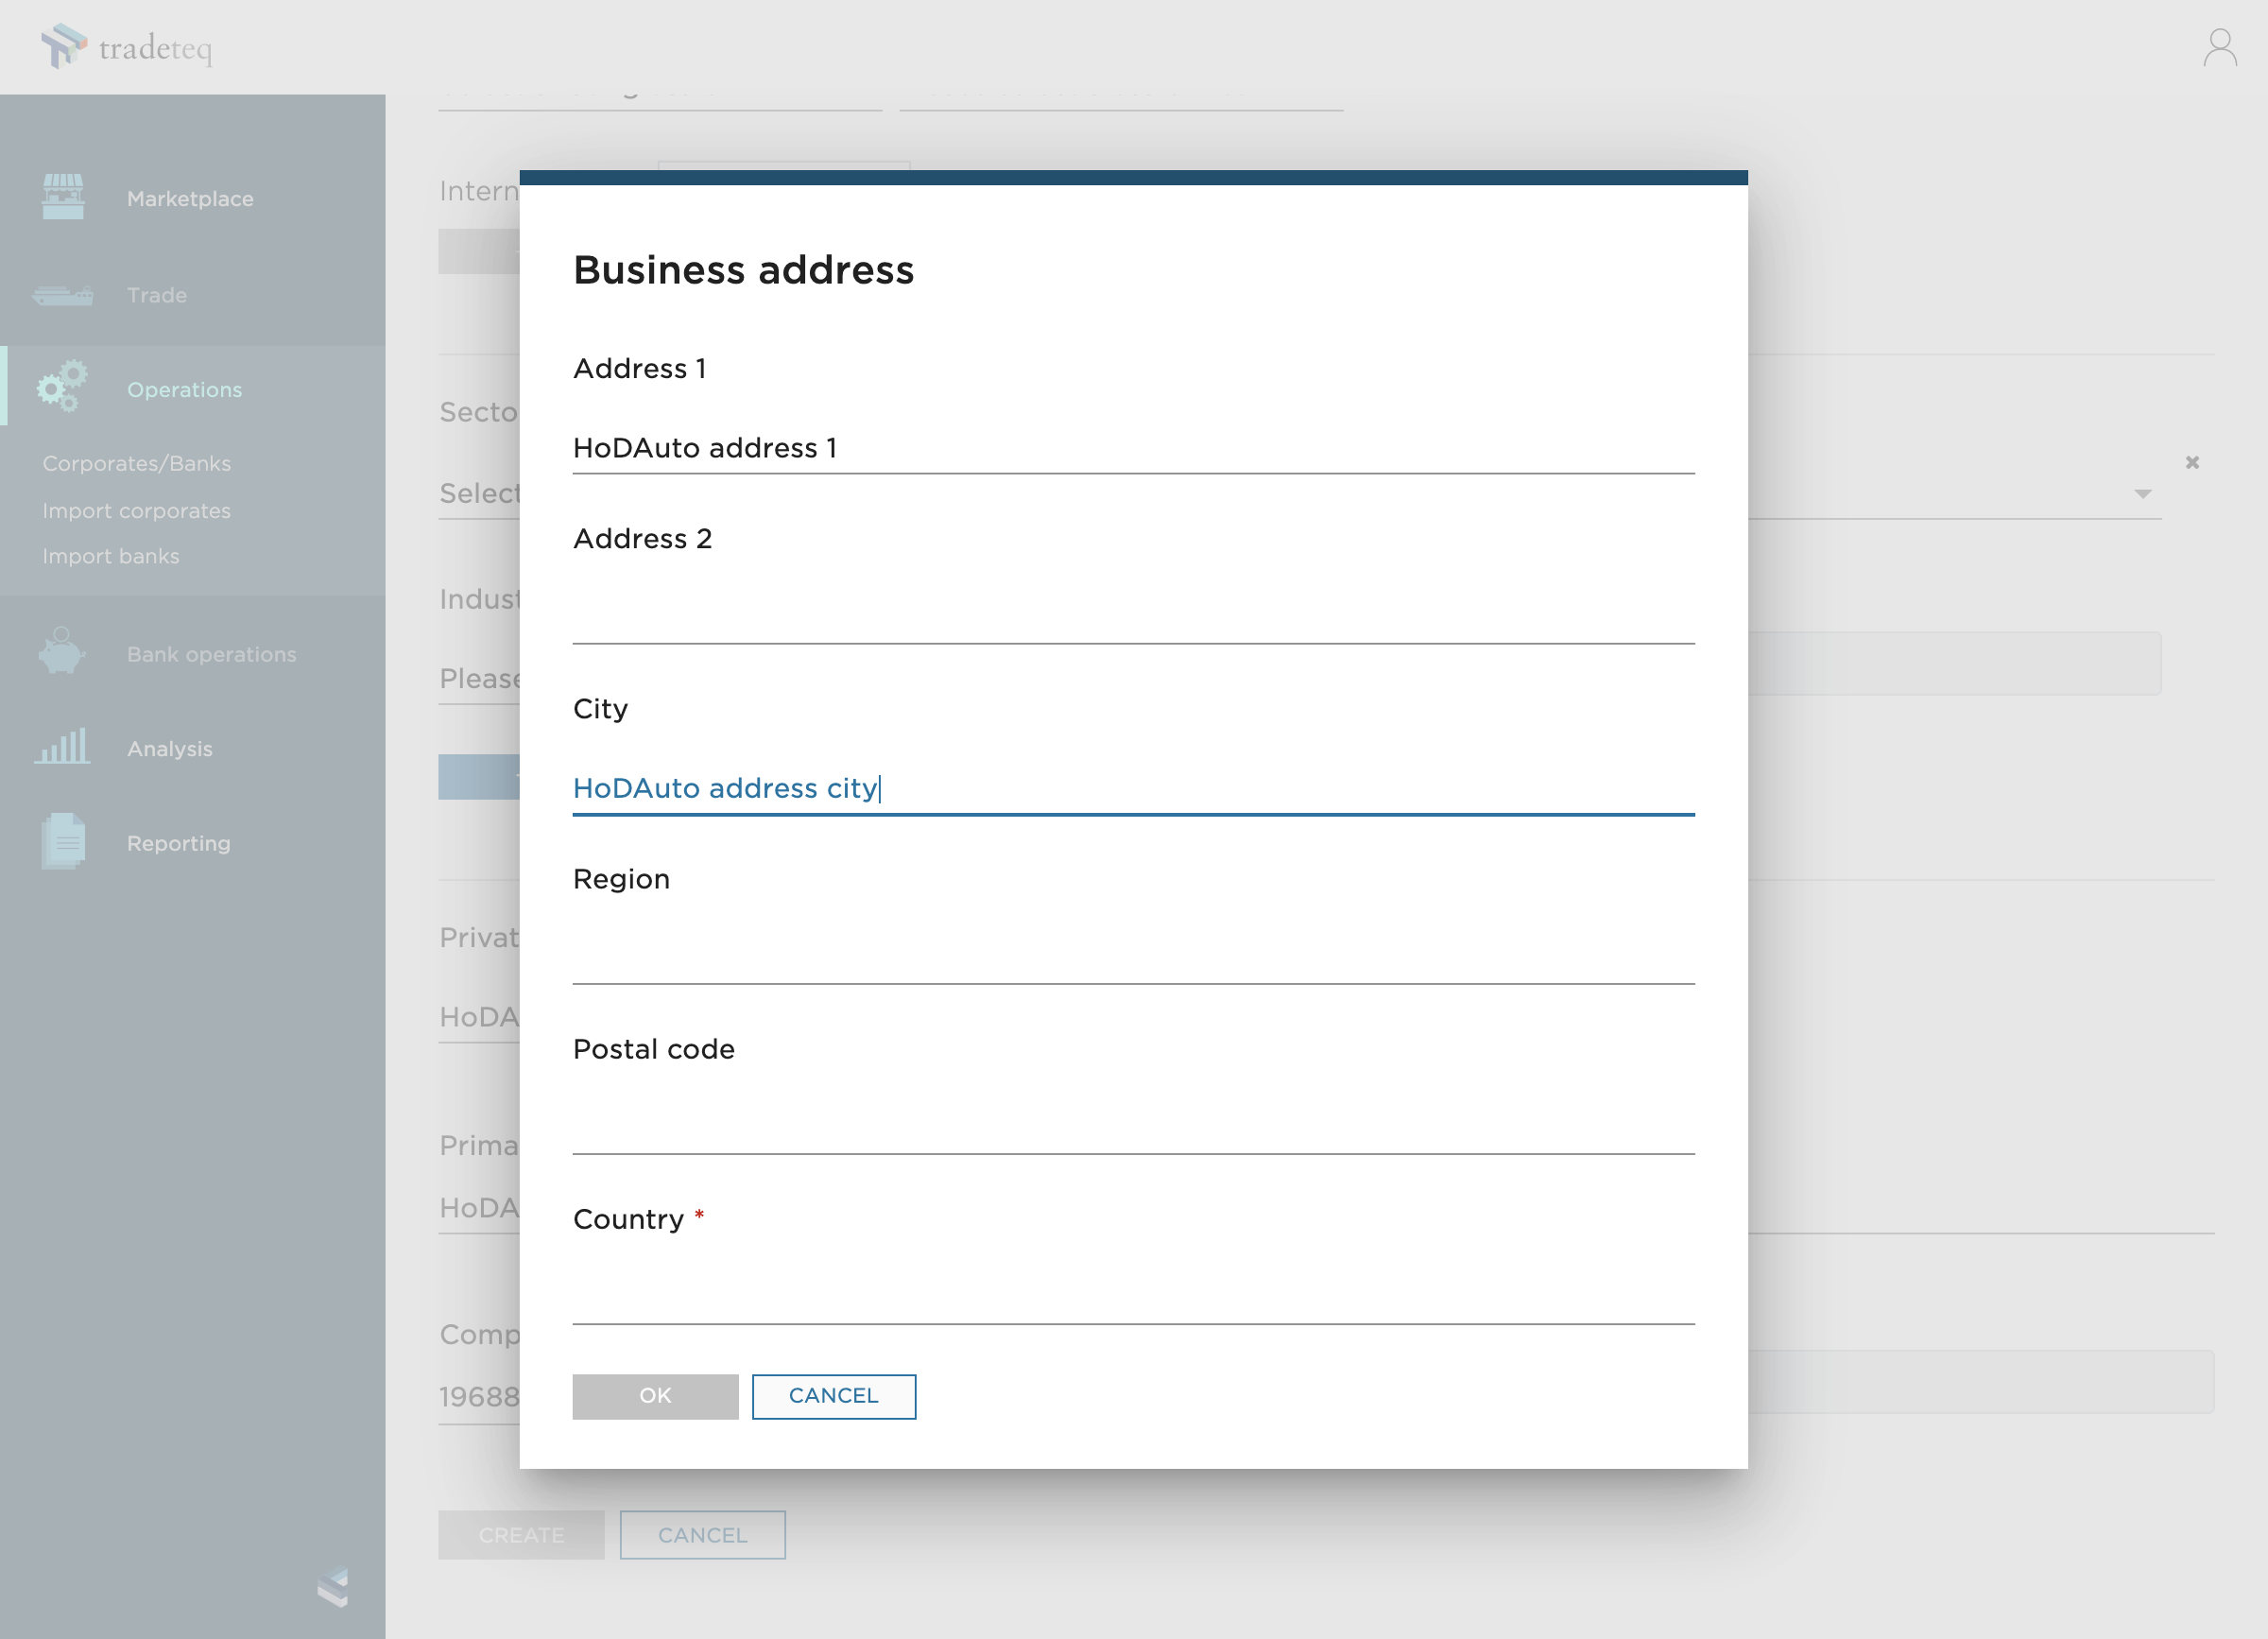 tradeteq
Marketplace
Trade
Operations
Corporates/Banks
Import corporates
Import banks
Bank operations
Analysis
Reporting
Intern
Secto
Select
Indust
Please
Privat
HoDA
Prima
HoDA
Comp
19688
CREATE
CANCEL
Business address
Address 1
HoDAuto address 1
Address 2
City
HoDAuto address city
Region
Postal code
Country *
OK
CANCEL